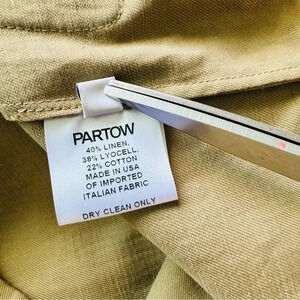 PARTOW
40% LINEN,
38% LYOCELL,
22% COTTON
MADE IN USA
OF IMPORTED
ITALIAN FABRIC
DRY CLEAN ONLY